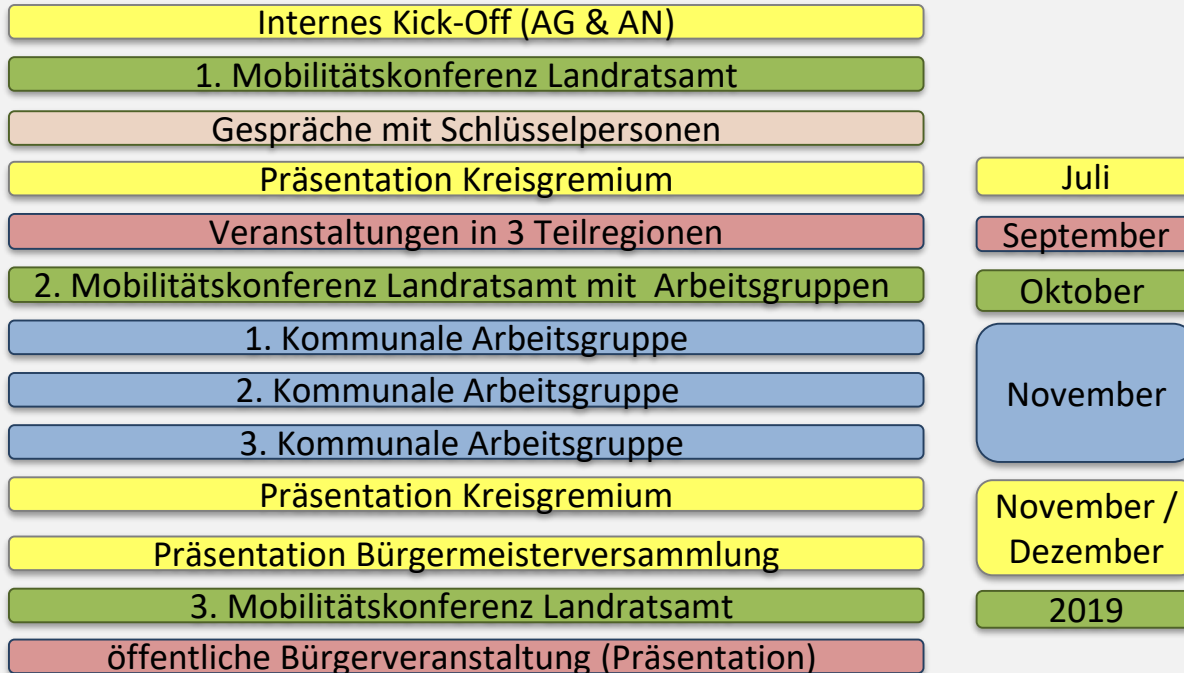 Internes Kick-Off (AG & AN)
1. Mobilitätskonferenz Landratsamt
Gespräche mit Schlüsselpersonen
Präsentation Kreisgremium
Juli
Veranstaltungen in 3 Teilregionen
September
2. Mobilitätskonferenz Landratsamt mit Arbeitsgruppen
Oktober
1. Kommunale Arbeitsgruppe
2. Kommunale Arbeitsgruppe
November
3. Kommunale Arbeitsgruppe
Präsentation Kreisgremium
November /
Dezember
Präsentation Bürgermeisterversammlung
3. Mobilitätskonferenz Landratsamt
2019
öffentliche Bürgerveranstaltung (Präsentation)